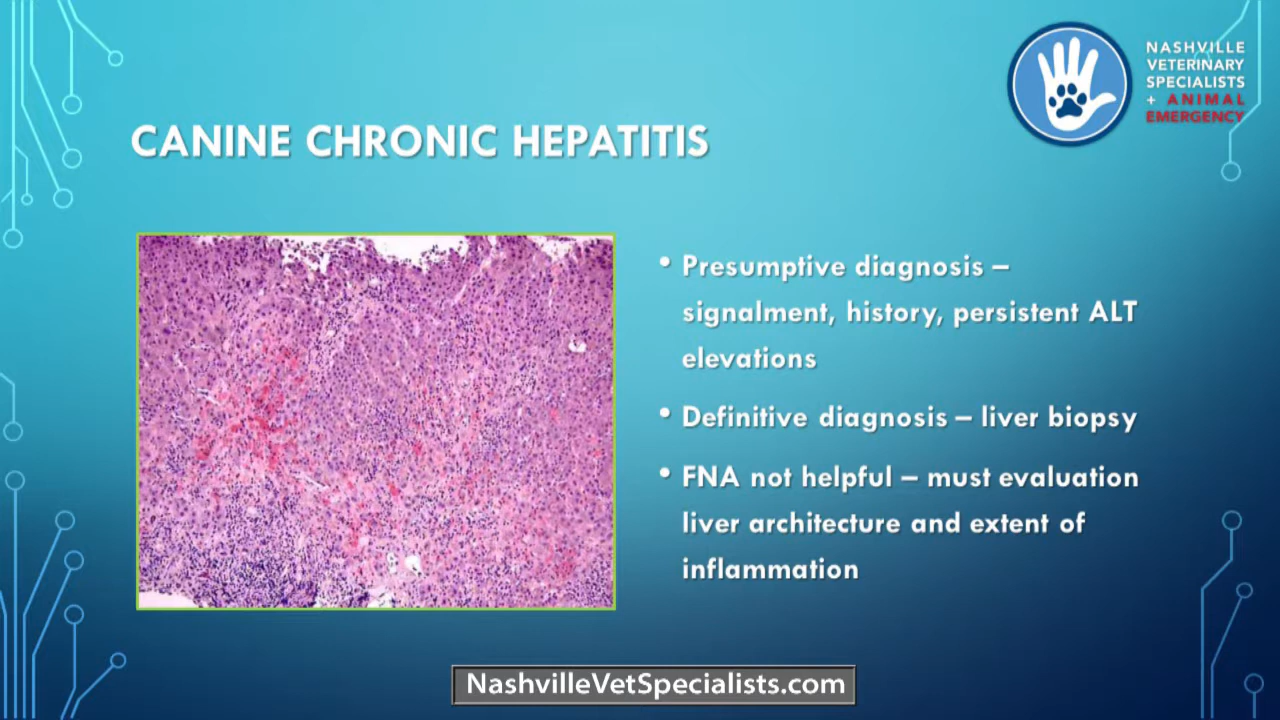 NASHVILLE
VETERINARY
SPECIALISTS
+ ANIMAL
EMERGENCY
CANINE CHRONIC HEPATITIS
• Presumptive diagnosis –
signalment, history, persistent ALT
elevations
• Definitive diagnosis – liver biopsy
• FNA not helpful – must evaluation
liver architecture and extent of
inflammation
NashvilleVetSpecialists.com